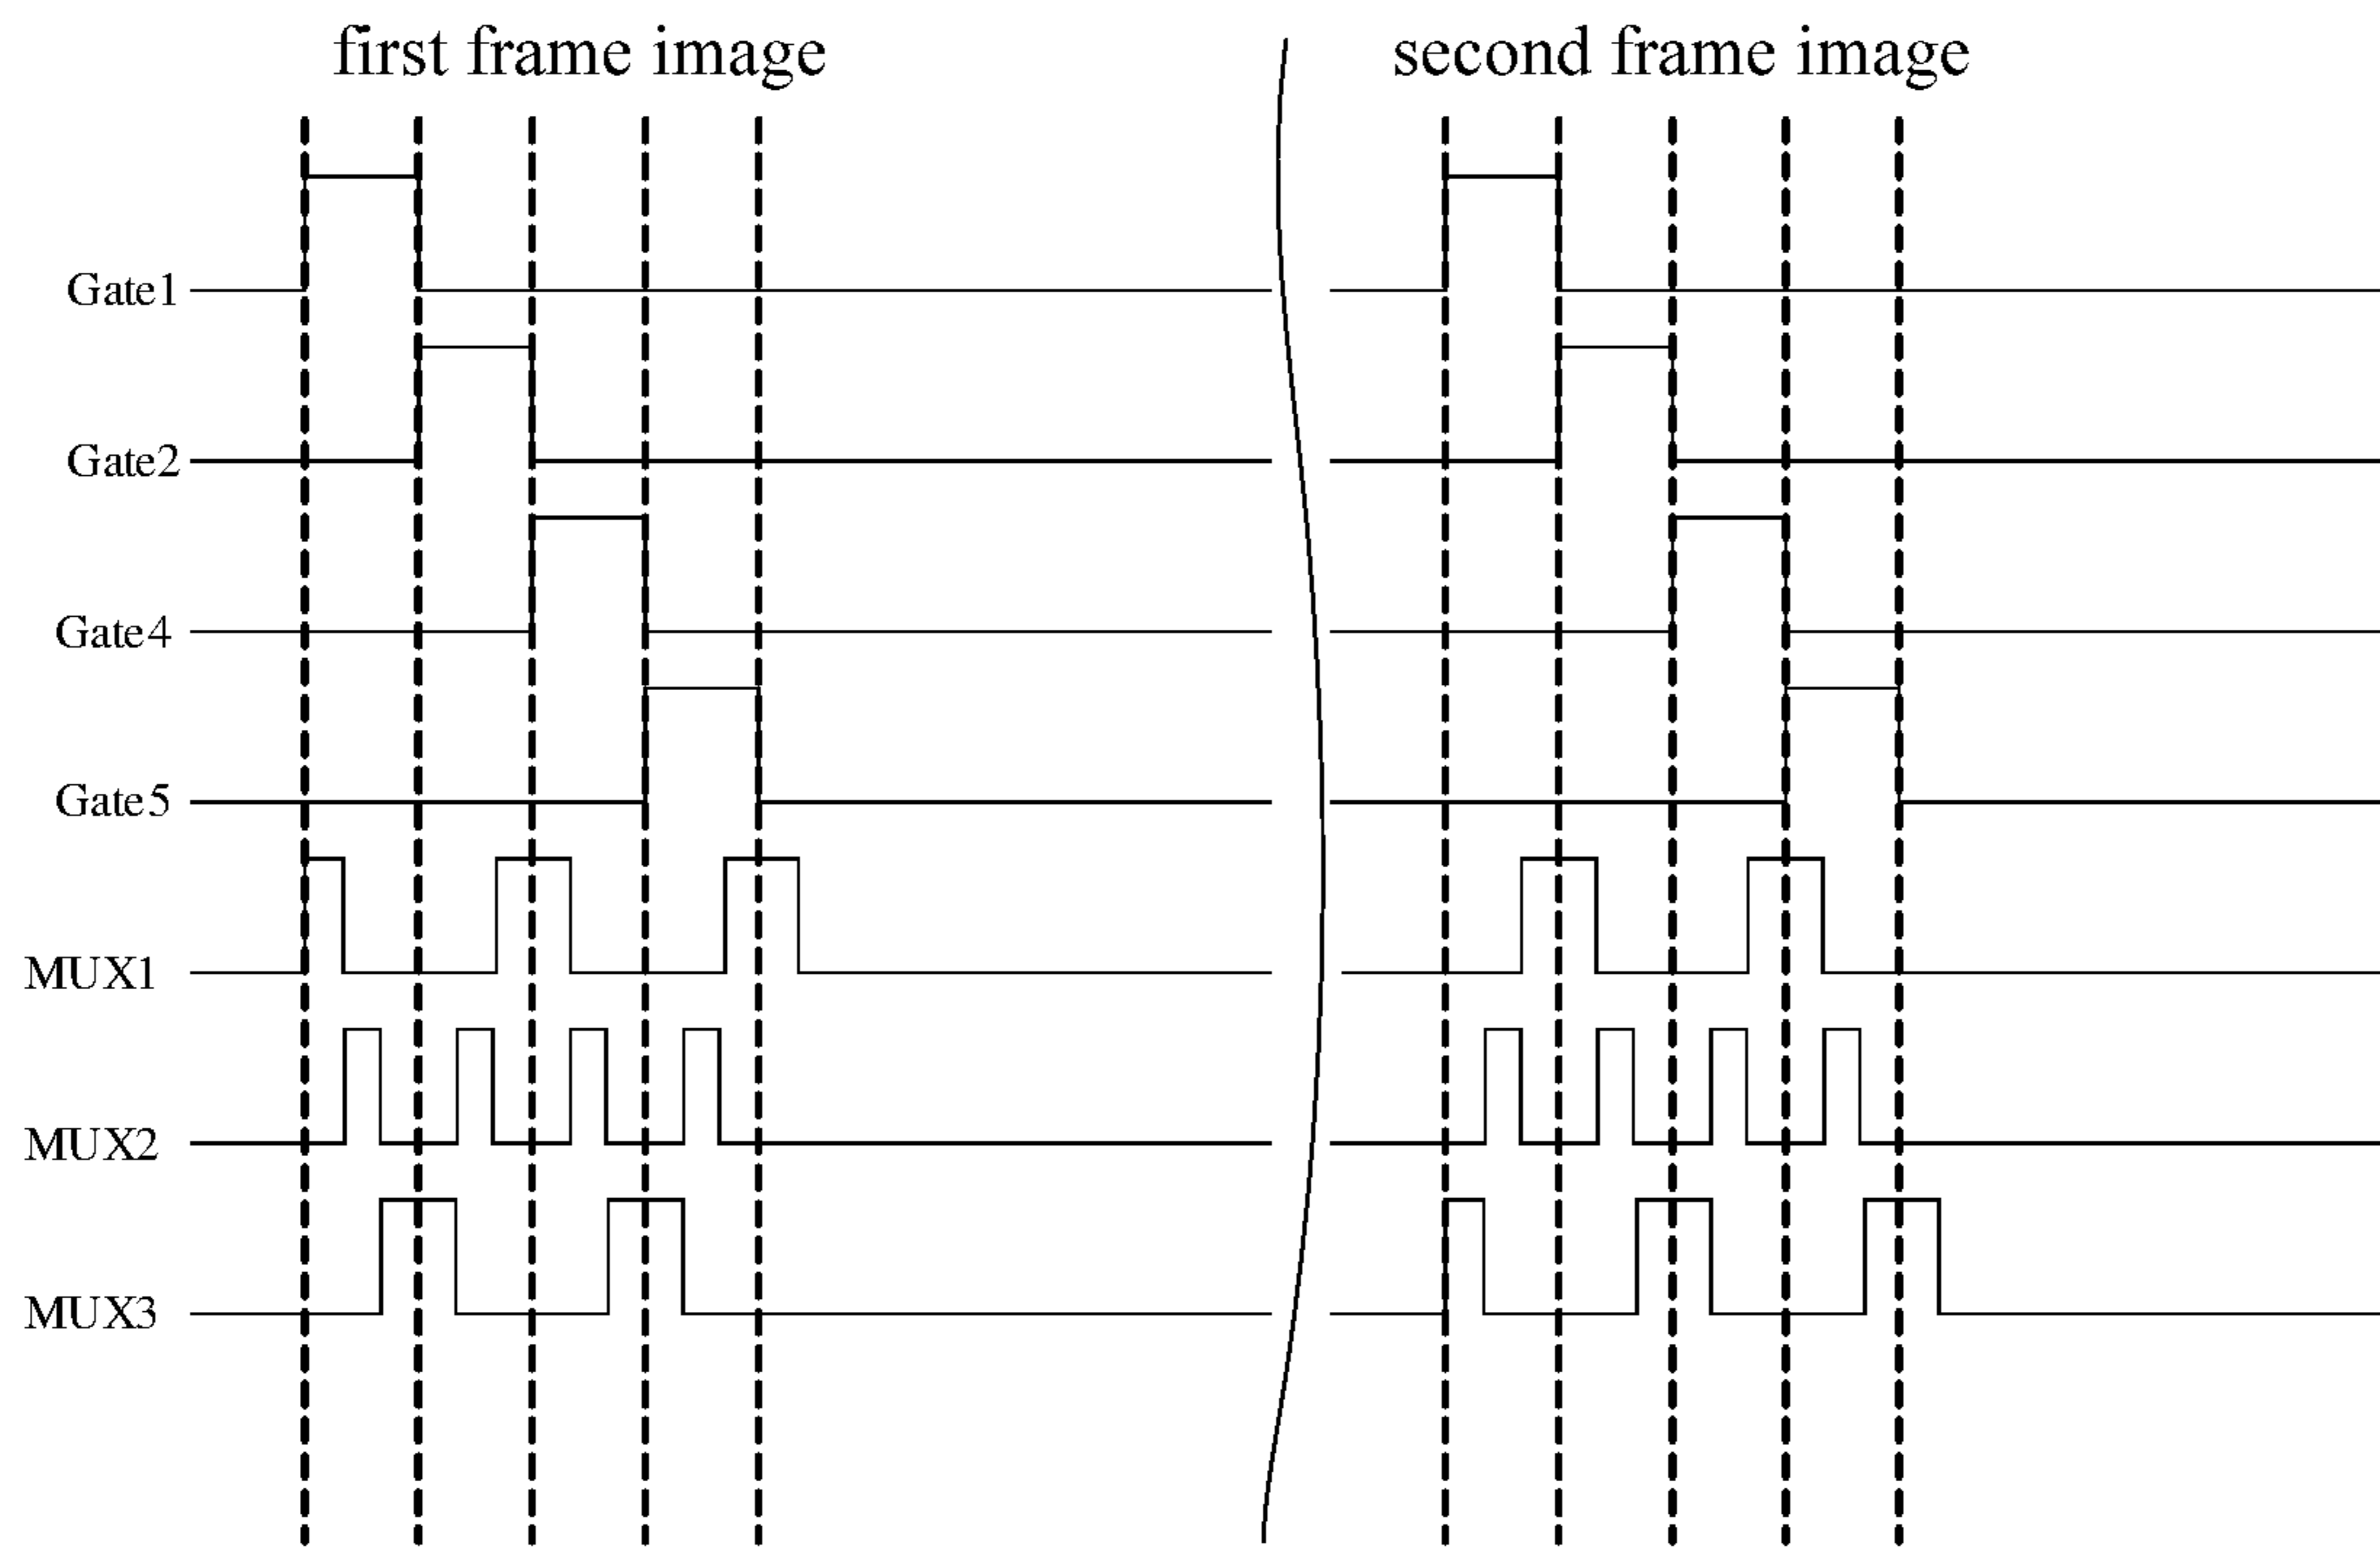 first frame image
second frame image
Gate1
Gate2
Gate4
Gate5
MUX1
MUX2
MUX3